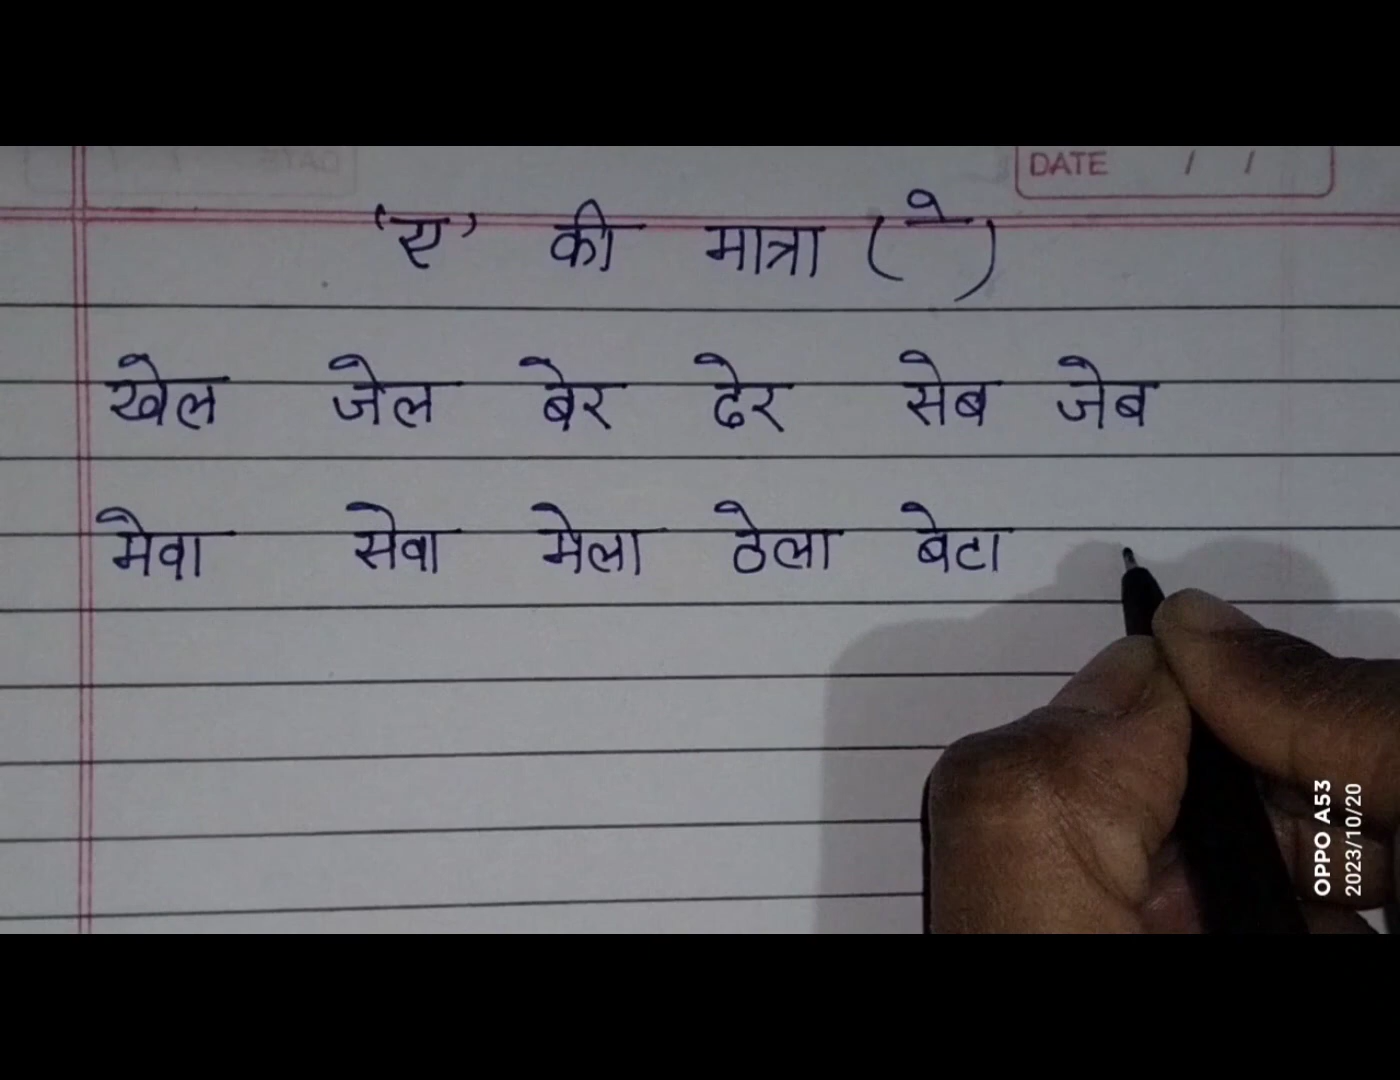 DATE / /
'ए' की मात्रा ( े )
खेल जेल बेर ढेर सेब जेब
मेवा सेवा मेला ठेला बेटा
OPPO A53
2023/10/20